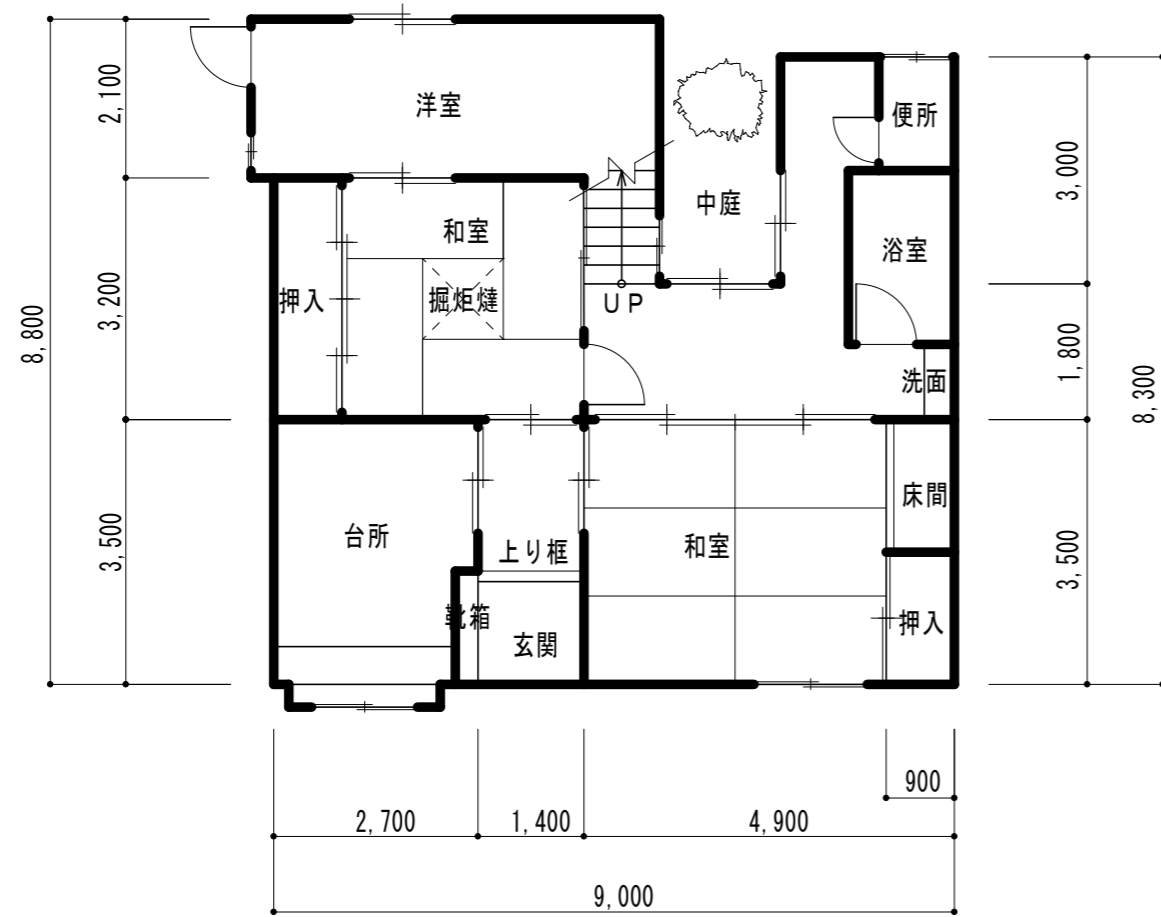 2,100
洋室
便所
3,000
中庭
和室
浴室
押入
掘炬燵
3,200
UP
8,800
1,800
洗面
8,300
床間
台所
上り框
和室
3,500
3,500
靴箱
玄関
押入
900
2,700
1,400
4,900
9,000